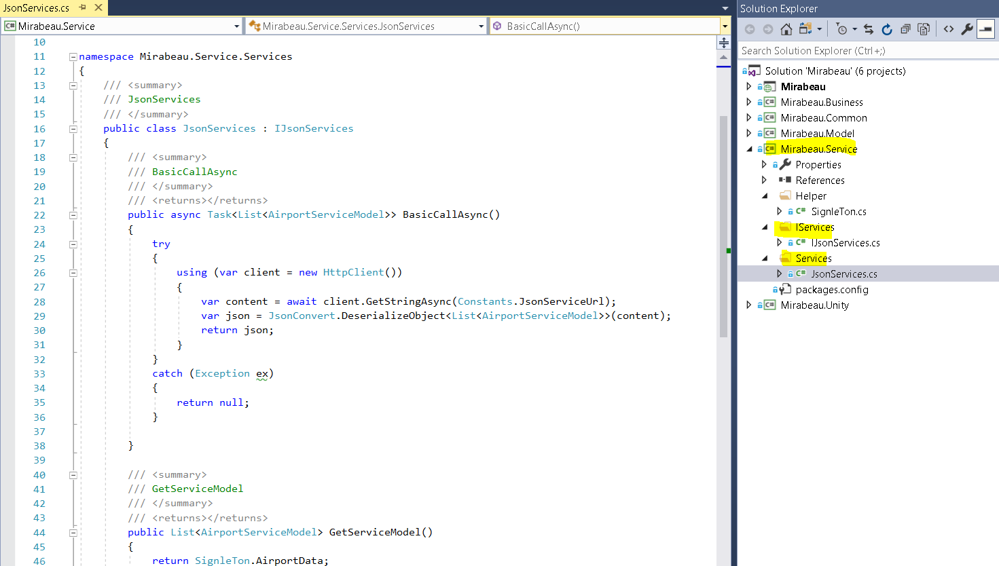 JsonServices.cs
Mirabeau.Service
Mirabeau.Service.Services.JsonServices
BasicCallAsync()
10
11 namespace Mirabeau.Service.Services
12 {
13 /// <summary>
14 /// JsonServices
15 /// </summary>
16 public class JsonServices : IJsonServices
17 {
18 /// <summary>
19 /// BasicCallAsync
20 /// </summary>
21 /// <returns></returns>
22 public async Task<List<AirportServiceModel>> BasicCallAsync()
23 {
24 try
25 {
26 using (var client = new HttpClient())
27 {
28 var content = await client.GetStringAsync(Constants.JsonServiceUrl);
29 var json = JsonConvert.DeserializeObject<List<AirportServiceModel>>(content);
30 return json;
31 }
32 }
33 catch (Exception ex)
34 {
35 return null;
36 }
37
38 }
39
40 /// <summary>
41 /// GetServiceModel
42 /// </summary>
43 /// <returns></returns>
44 public List<AirportServiceModel> GetServiceModel()
45 {
46 return SignleTon.AirportData;
Solution Explorer
Search Solution Explorer (Ctrl+;)
Solution 'Mirabeau' (6 projects)
Mirabeau
C# Mirabeau.Business
C# Mirabeau.Common
C# Mirabeau.Model
C# Mirabeau.Service
Properties
References
Helper
C# SignleTon.cs
IServices
C# IJsonServices.cs
Services
C# JsonServices.cs
packages.config
C# Mirabeau.Unity